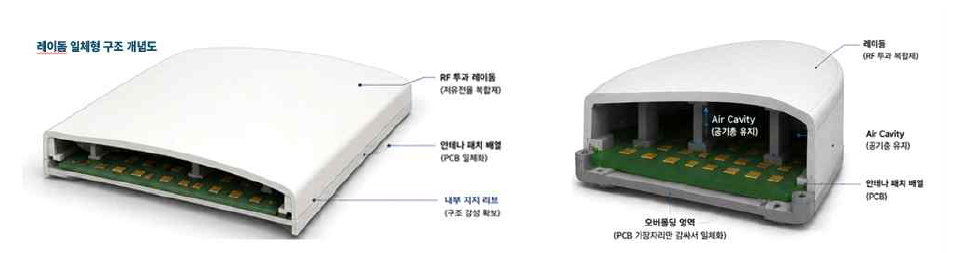 레이돔 일체형 구조 개념도
RF 투과 레이돔
(저유전율 복합재)
안테나 패치 배열
(PCB 일체화)
내부 지지 리브
(구조 강성 확보)
레이돔
(RF 투과 복합재)
Air Cavity
(공기층 유지)
Air Cavity
(공기층 유지)
안테나 패치 배열
(PCB)
오버몰딩 영역
(PCB 가장자리만 감싸서 일체화)